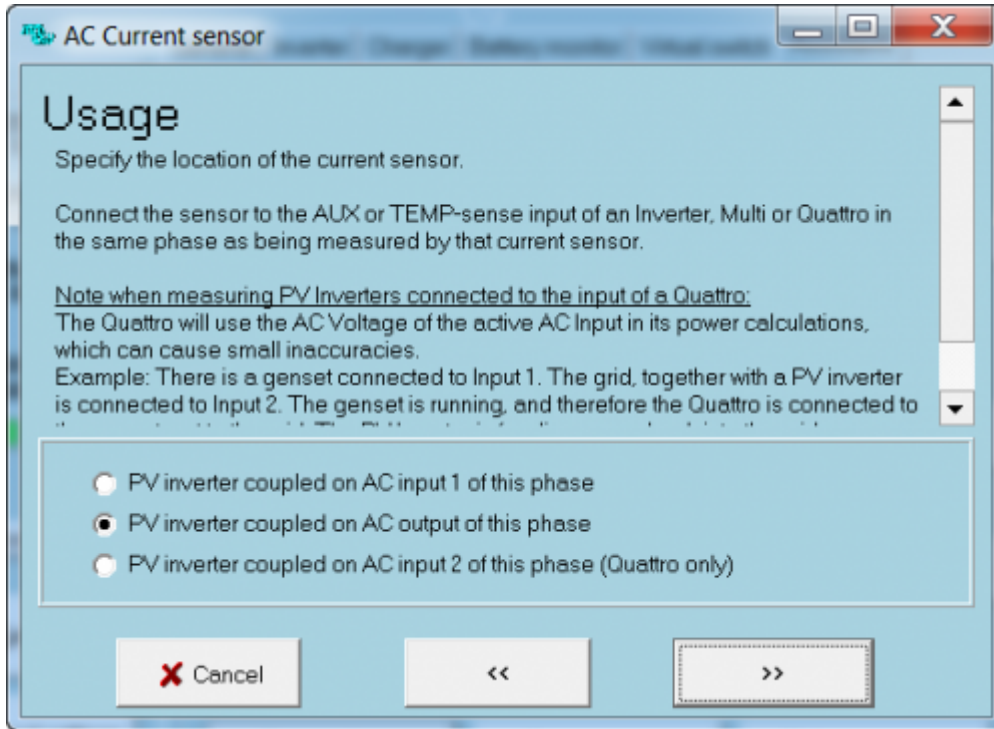 AC Current sensor
Usage
Specify the location of the current sensor.
Connect the sensor to the AUX or TEMP-sense input of an Inverter, Multi or Quattro in
the same phase as being measured by that current sensor.
Note when measuring PV Inverters connected to the input of a Quattro:
The Quattro will use the AC Voltage of the active AC Input in its power calculations,
which can cause small inaccuracies.
Example: There is a genset connected to Input 1. The grid, together with a PV inverter
is connected to Input 2. The genset is running, and therefore the Quattro is connected to
PV inverter coupled on AC input 1 of this phase
PV inverter coupled on AC output of this phase
PV inverter coupled on AC input 2 of this phase (Quattro only)
Cancel
<<
>>